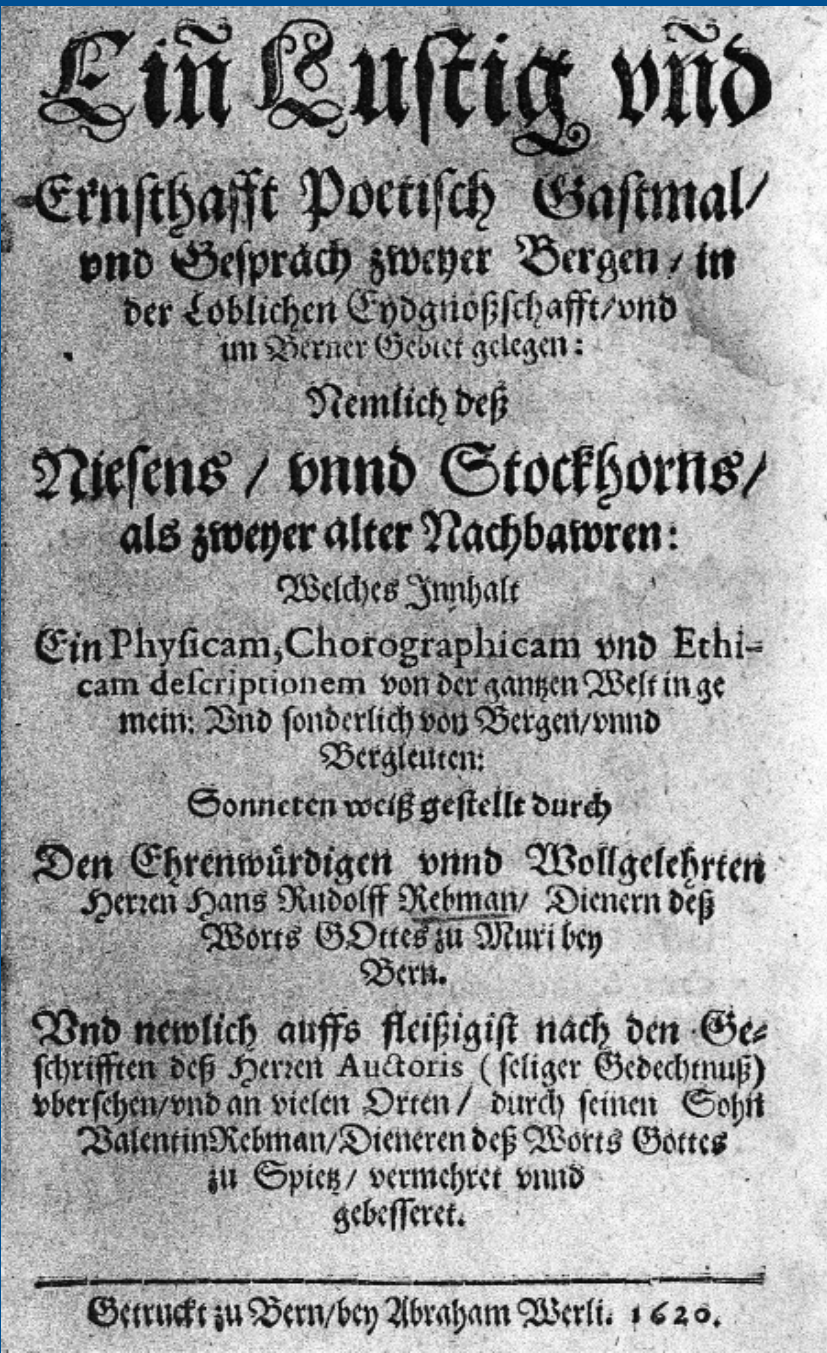 Eiñ Luſtig vñd
Ernſthafft Poetiſch Gaſtmal/
vnd Geſpräch zweyer Bergen / in
der Loblichen Eydgnoßſchafft/vnd
im Berner Gebiet gelegen:
Nemlich deß
Nieſens / vnnd Stockhorns/
als zweyer alter Nachbawren:
Welches Innhalt
Ein Phyſicam, Chorographicam vnd Ethi-
cam deſcriptionem von der gantzen Welt in ge
mein: Vnd ſonderlich von Bergen/vnnd
Bergleuten:
Sonneten weiß geſtellt durch
Den Ehrenwürdigen vnnd Wollgelehrten
Herren Hans Rudolff Rebman/ Dienern deß
Worts GOttes zu Muri bey
Bern.
Vnd newlich auffs fleißigiſt nach den Ge-
ſchrifften deß Herren Auctoris (ſeliger Gedechtnuß)
vberſehen/vnd an vielen Orten / durch ſeinen Sohn
Valentin Rebman/Dieneren deß Worts Gottes
zu Spietz/ vermehret vnnd
gebeſſeret.
Getruckt zu Bern/bey Abraham Werli. 1620.